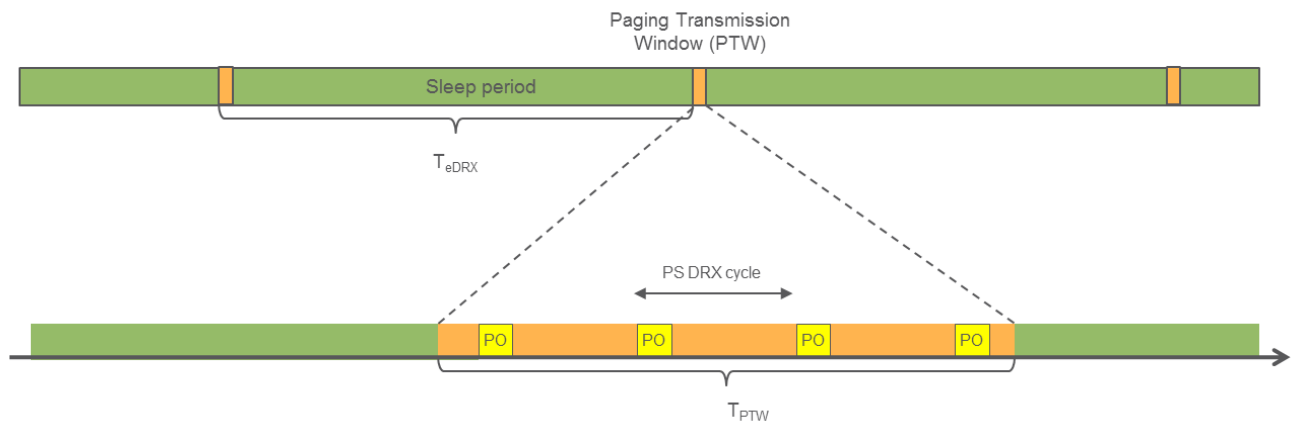 Paging Transmission
Window (PTW)
Sleep period
TeDRX
PS DRX cycle
PO PO PO PO
TPTW